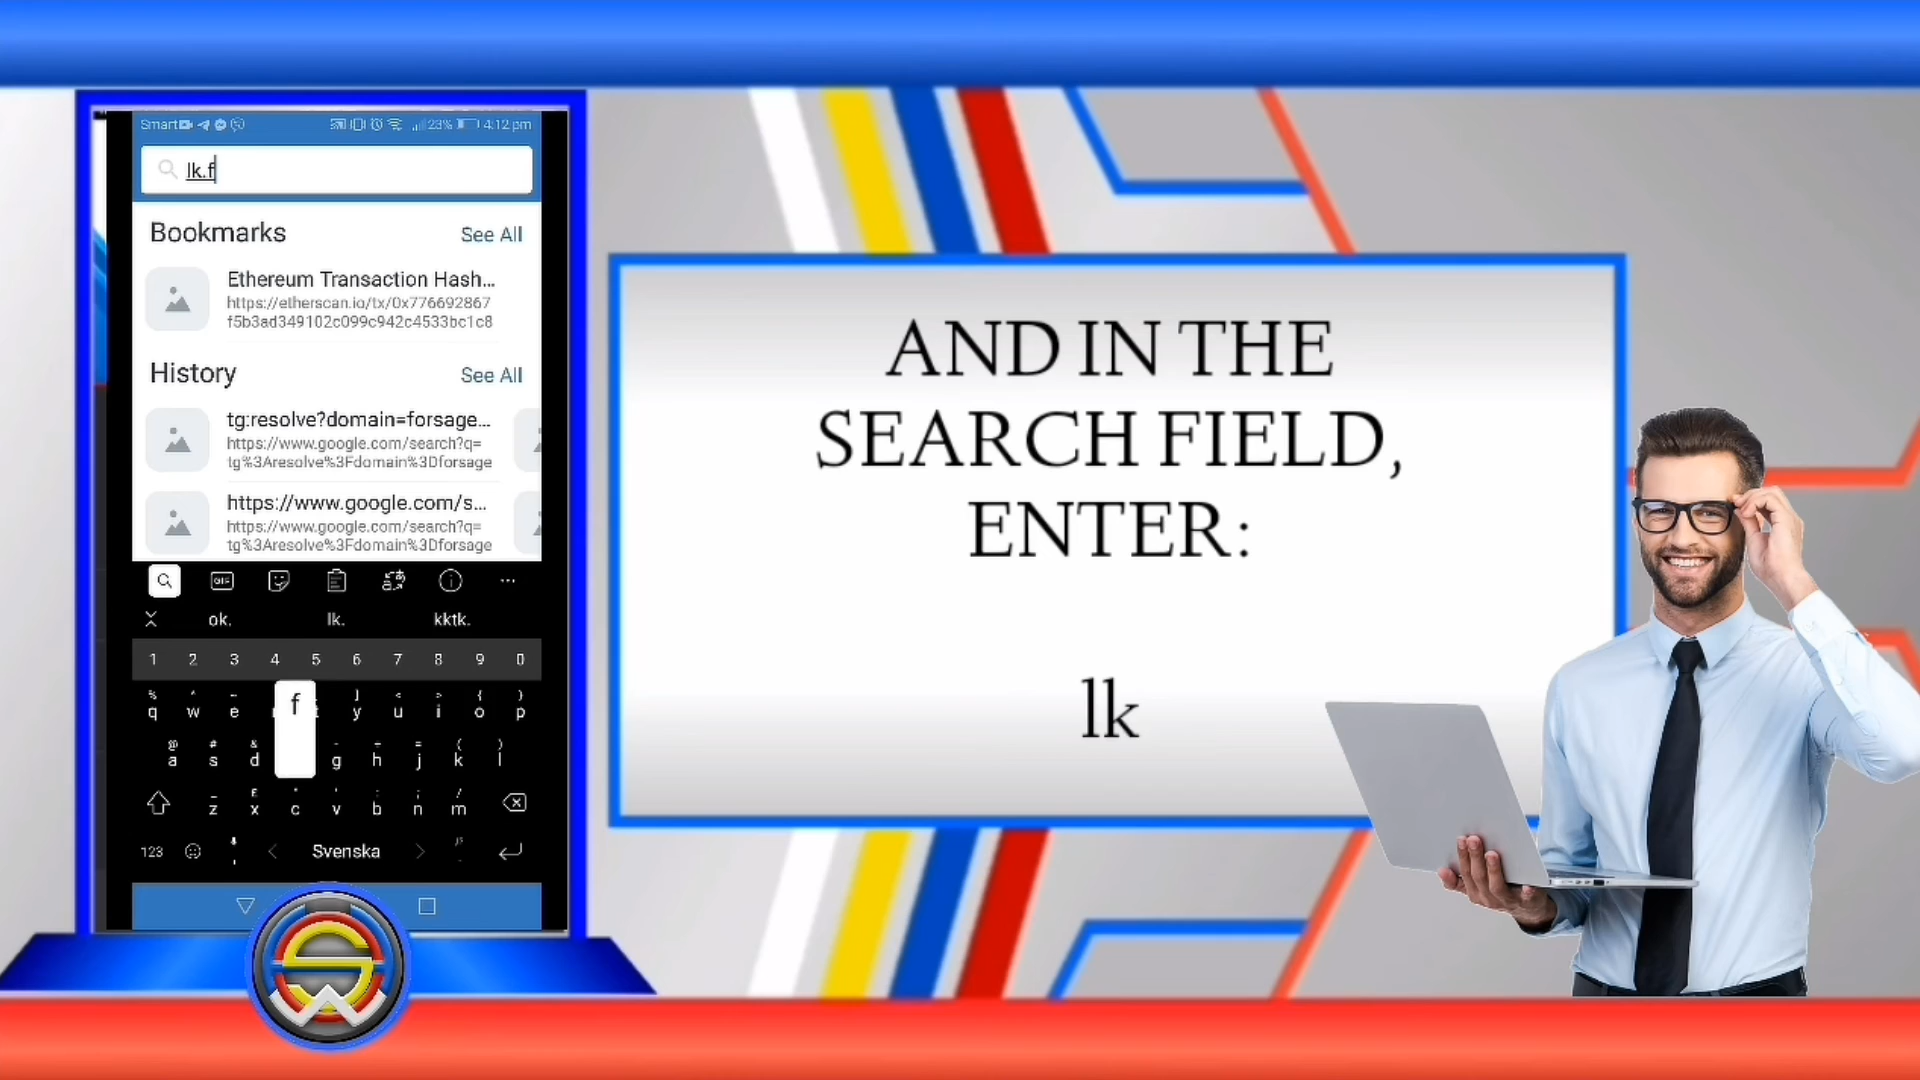 Smart 23% 4:12 pm
lk.f
Bookmarks See All
Ethereum Transaction Hash...
https://etherscan.io/tx/0x776692867
f5b3ad349102c099c942c4533bc1c8
History See All
tg:resolve?domain=forsage...
https://www.google.com/search?q=
tg%3Aresolve%3Fdomain%3Dforsage
https://www.google.com/s...
https://www.google.com/search?q=
tg%3Aresolve%3Fdomain%3Dforsage
GIF
ok. lk. kktk.
1 2 3 4 5 6 7 8 9 0
q w e f y u i o p
a s d g h j k l
z x c v b n m
123 Svenska
AND IN THE
SEARCH FIELD,
ENTER:
lk